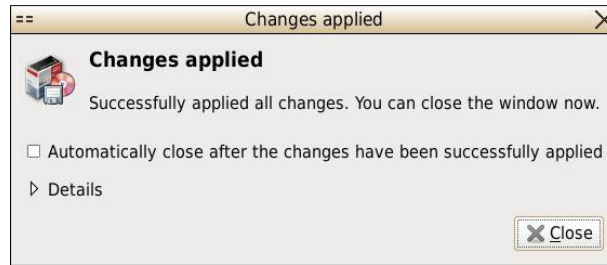 Changes applied
Changes applied
Successfully applied all changes. You can close the window now.
Automatically close after the changes have been successfully applied
Details
Close